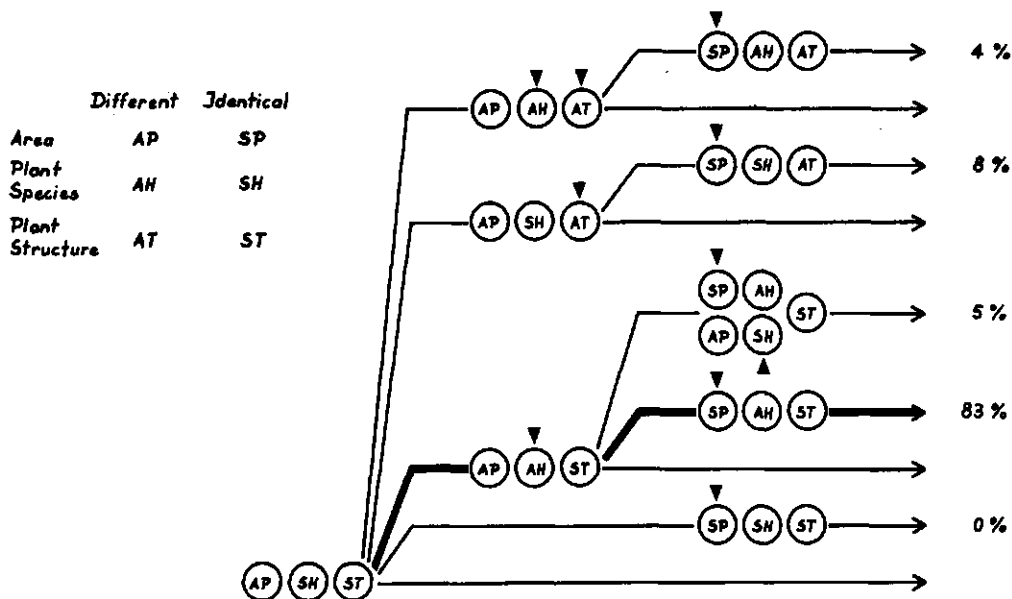 Different Identical
Area AP SP
Plant Species AH SH
Plant Structure AT ST
SP AH AT 4 %
AP AH AT
SP SH AT 8 %
AP SH AT
SP AH
ST 5 %
AP SH
SP AH ST 83 %
AP AH ST
SP SH ST 0 %
AP SH ST